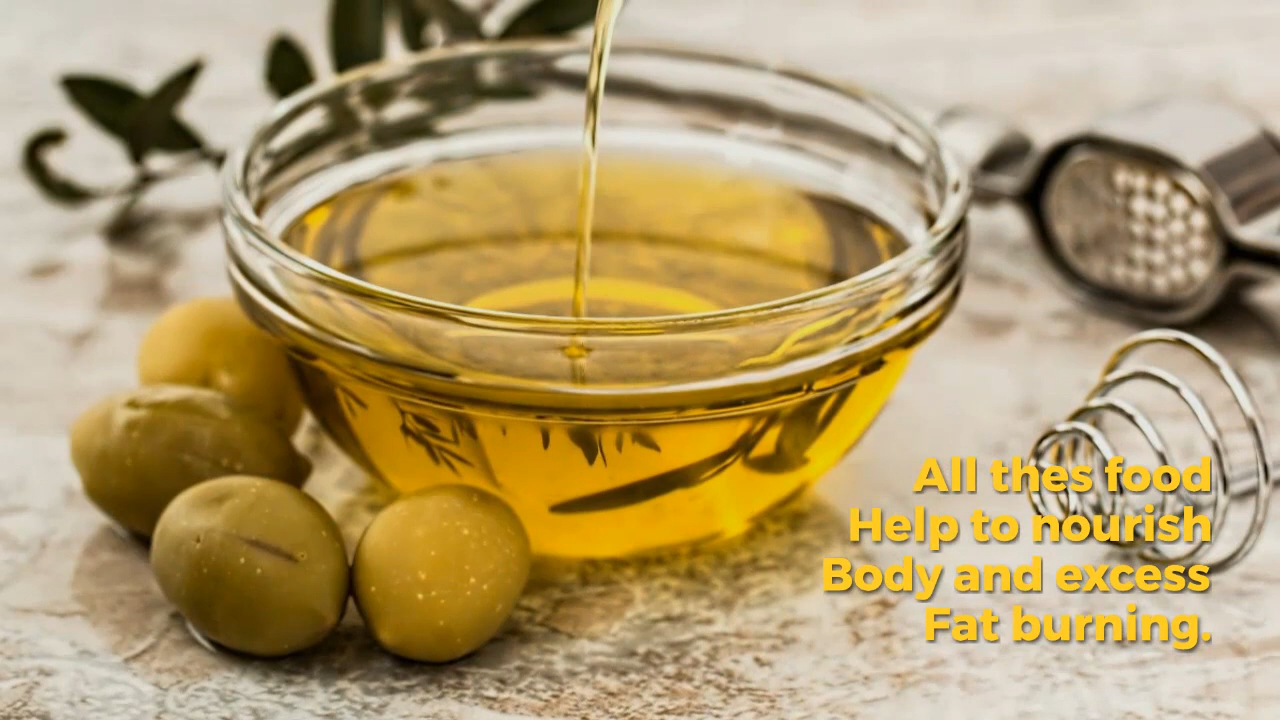 All thes food
Help to nourish
Body and excess
Fat burning.